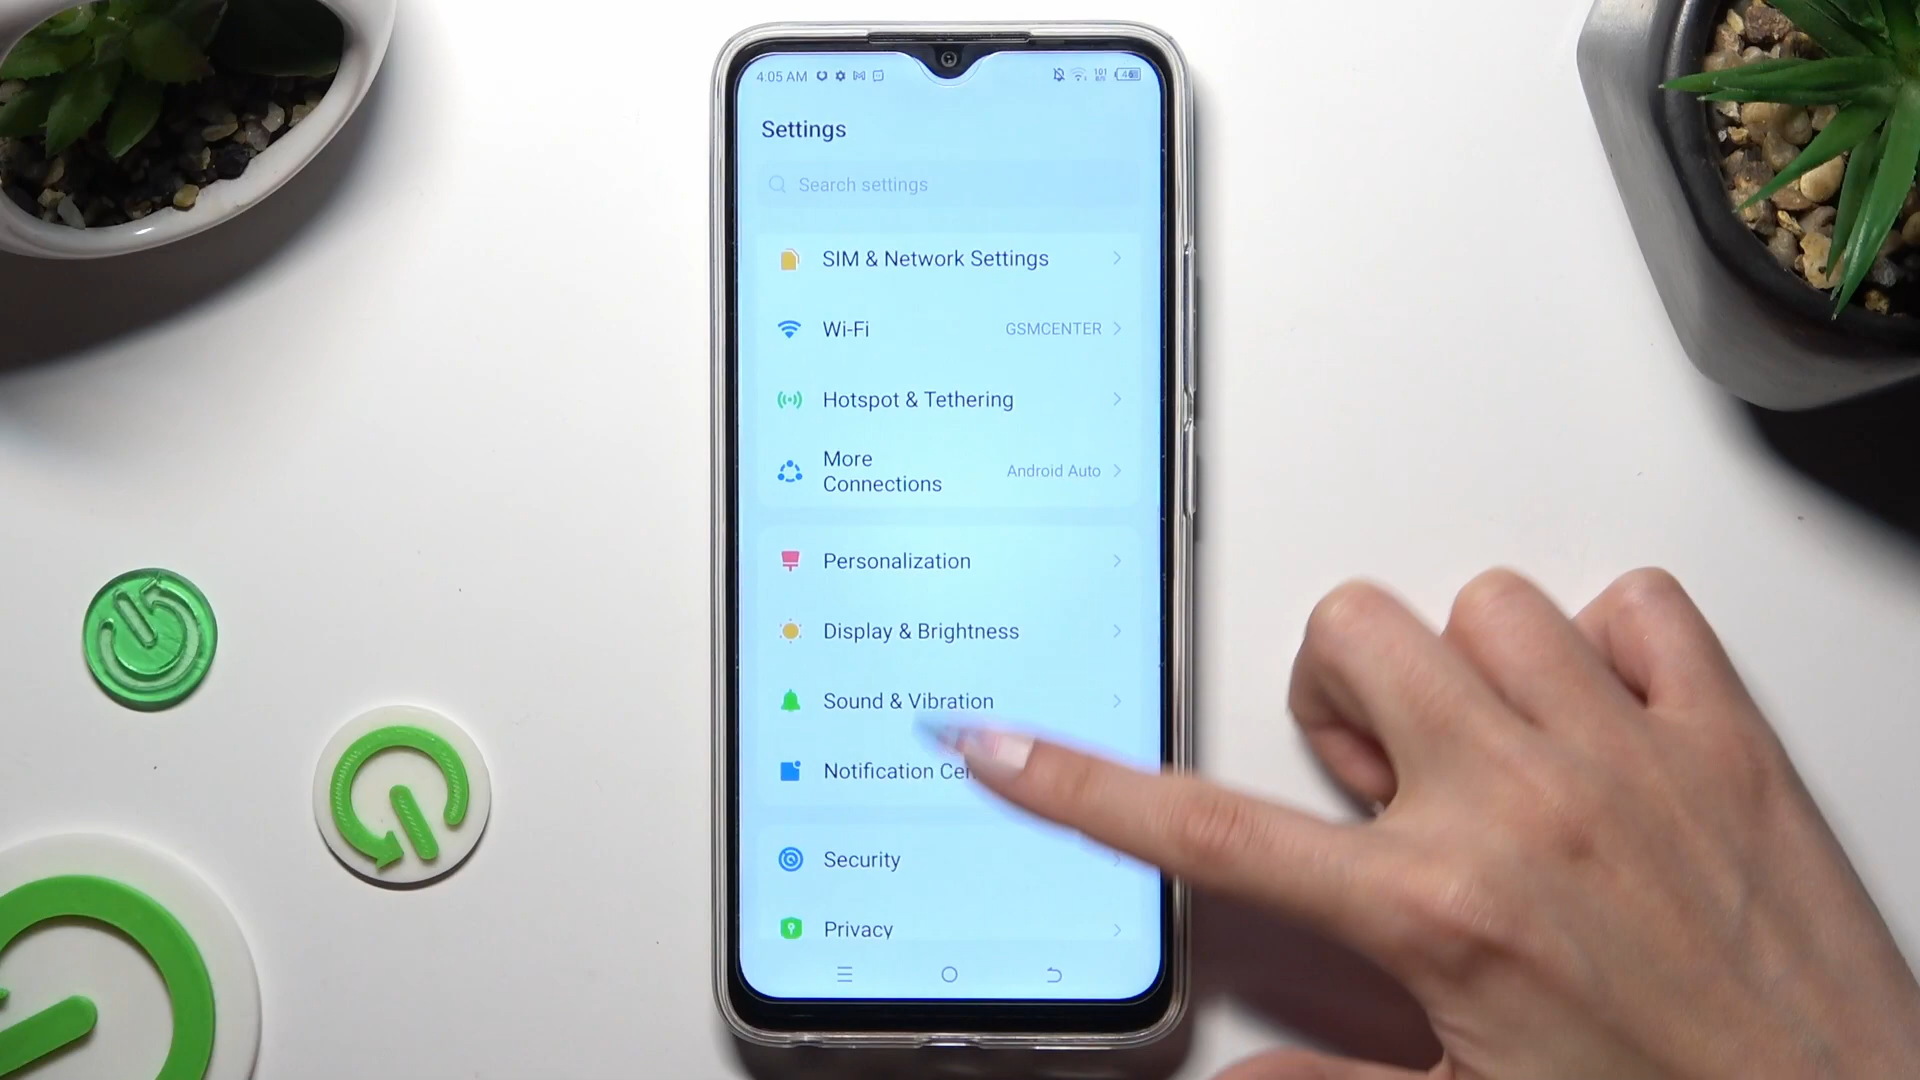 4:05 AM
Settings
Search settings
SIM & Network Settings
Wi-Fi GSMCENTER
Hotspot & Tethering
More
Connections
Android Auto
Personalization
Display & Brightness
Sound & Vibration
Notification
Security
Privacy